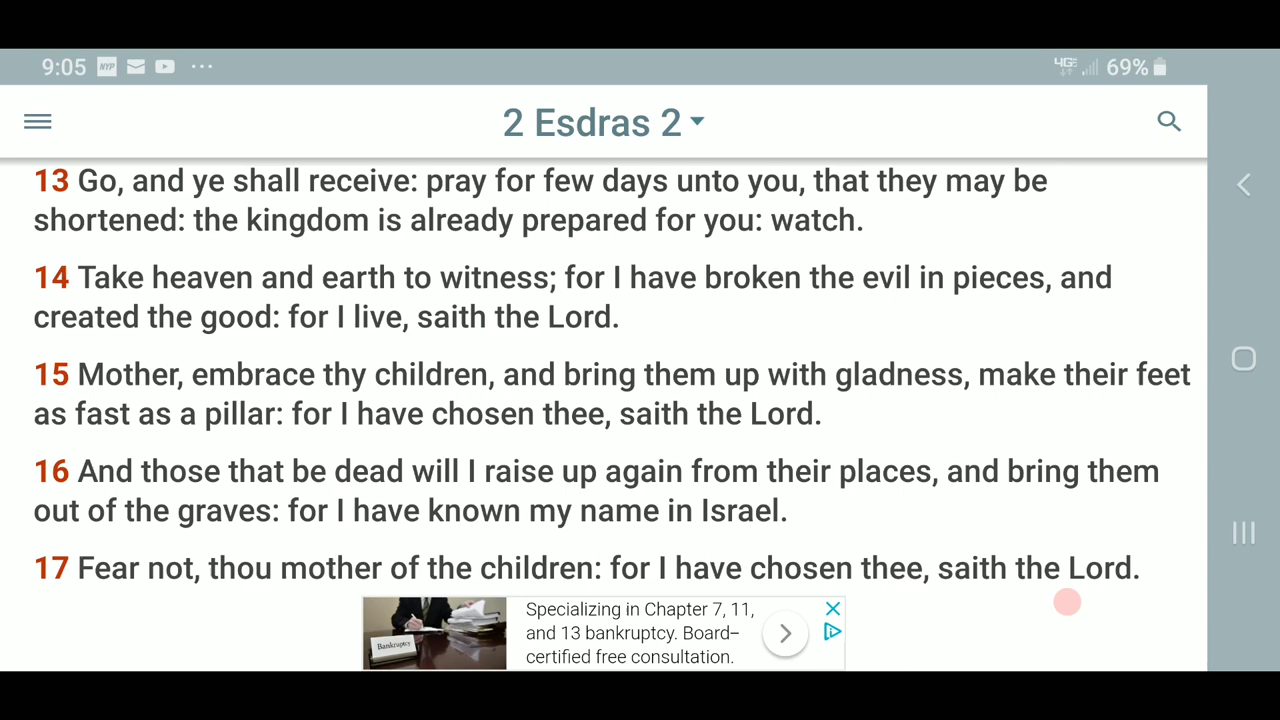 9:05 NYP ... 4GE 69%
2 Esdras 2
13 Go, and ye shall receive: pray for few days unto you, that they may be
shortened: the kingdom is already prepared for you: watch.
14 Take heaven and earth to witness; for I have broken the evil in pieces, and
created the good: for I live, saith the Lord.
15 Mother, embrace thy children, and bring them up with gladness, make their feet
as fast as a pillar: for I have chosen thee, saith the Lord.
16 And those that be dead will I raise up again from their places, and bring them
out of the graves: for I have known my name in Israel.
17 Fear not, thou mother of the children: for I have chosen thee, saith the Lord.
Bankruptcy
Specializing in Chapter 7, 11,
and 13 bankruptcy. Board-
certified free consultation.